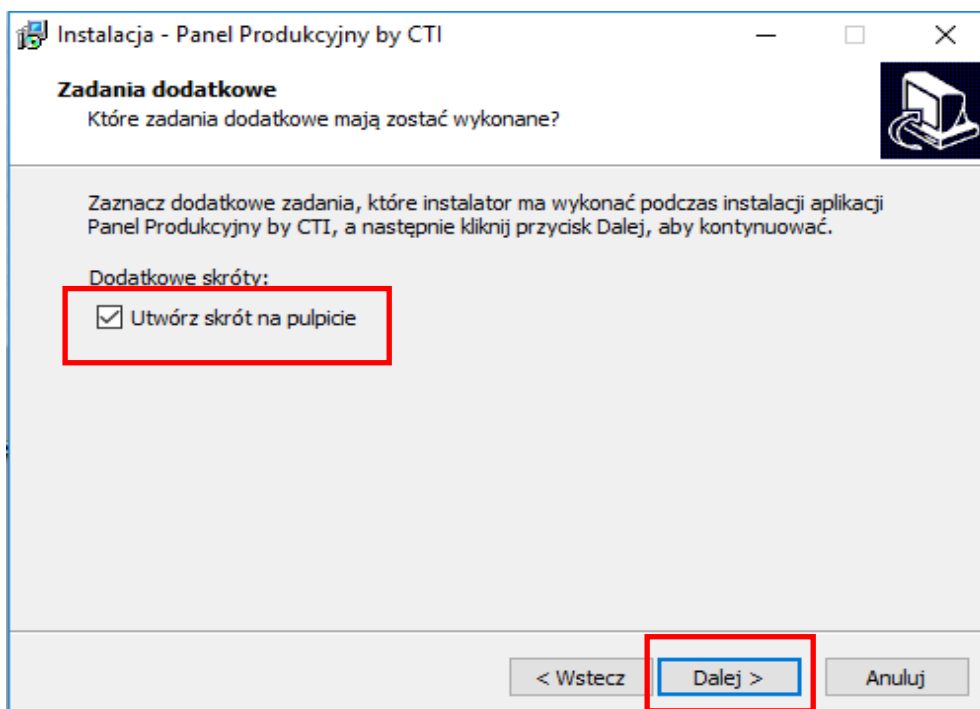 Instalacja - Panel Produkcyjny by CTI
Zadania dodatkowe
Które zadania dodatkowe mają zostać wykonane?
Zaznacz dodatkowe zadania, które instalator ma wykonać podczas instalacji aplikacji
Panel Produkcyjny by CTI, a następnie kliknij przycisk Dalej, aby kontynuować.
Dodatkowe skróty:
Utwórz skrót na pulpicie
< Wstecz
Dalej >
Anuluj